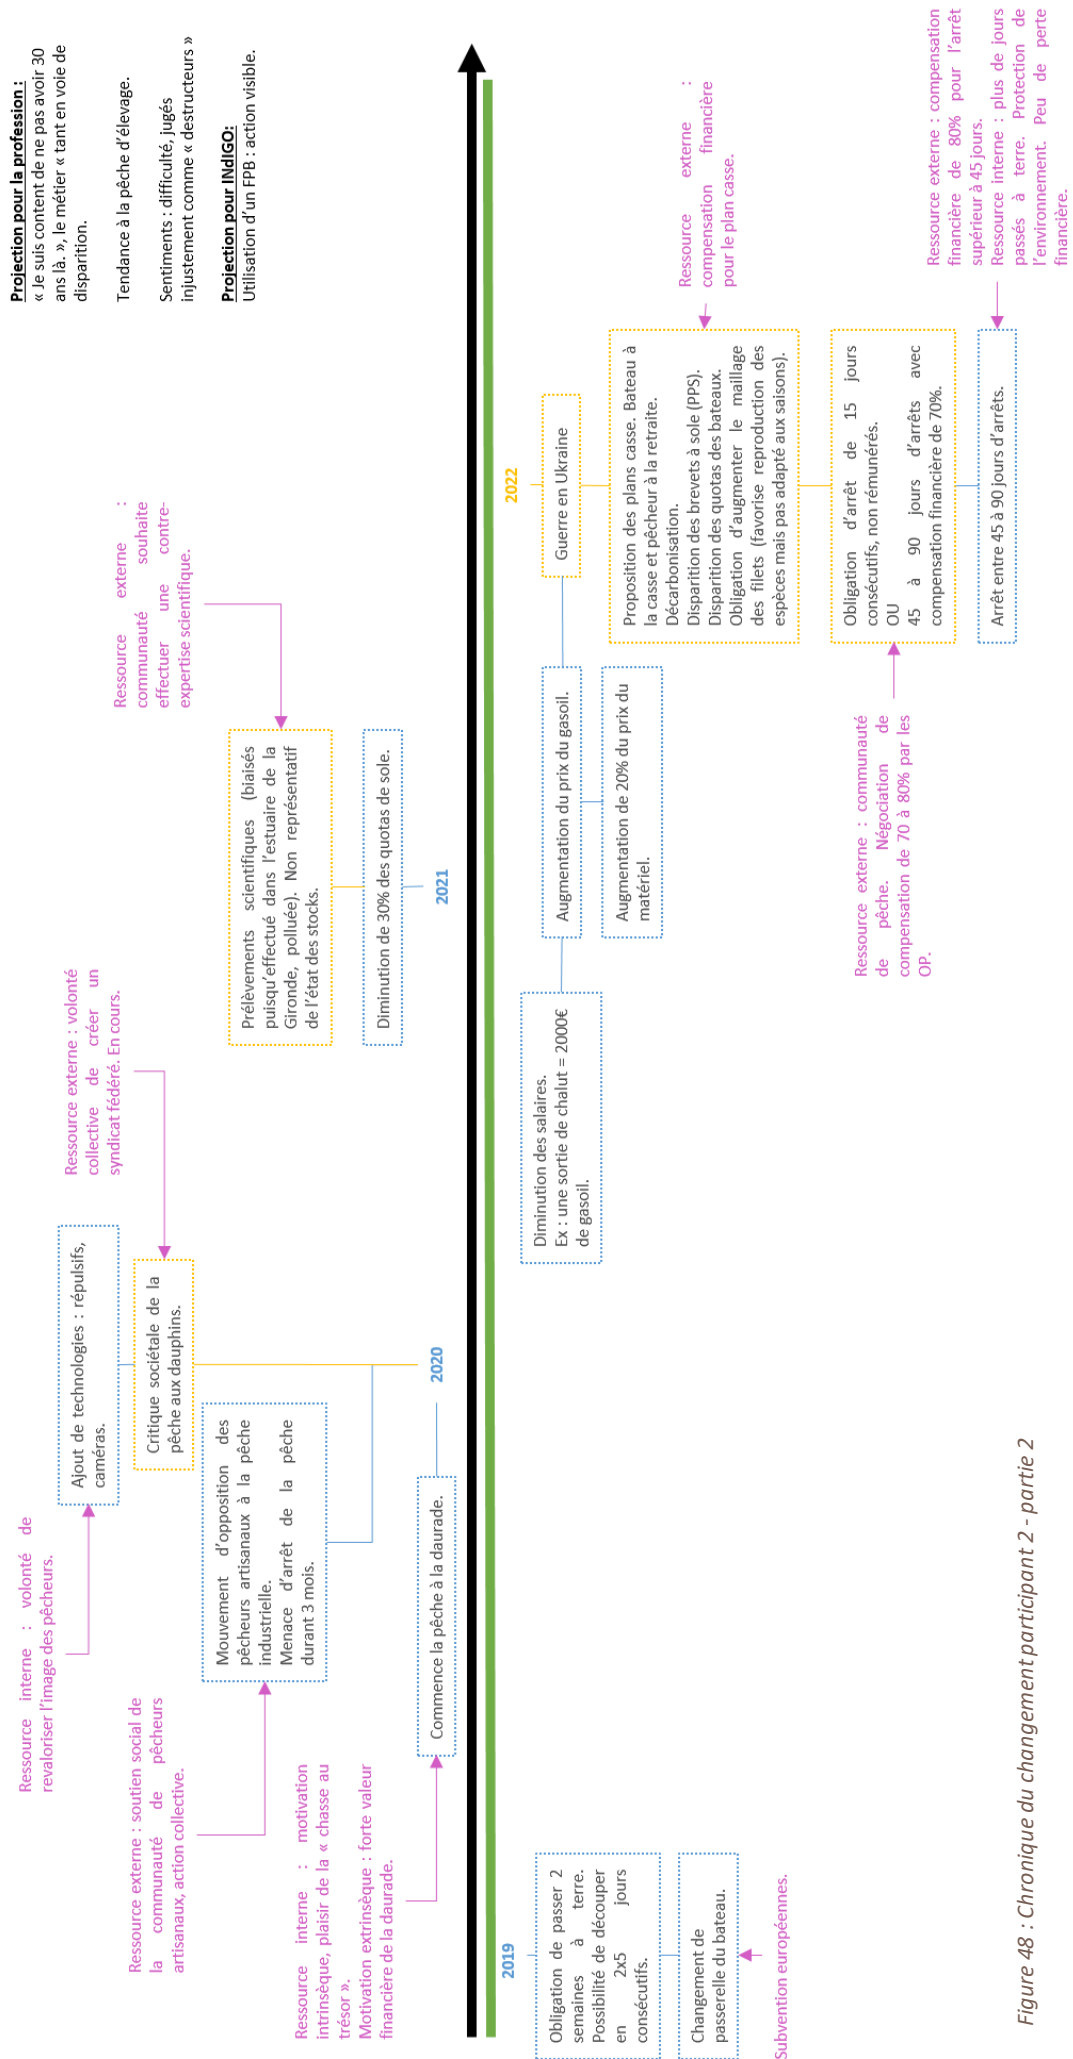 Ressource interne : volonté de
revaloriser l'image des pêcheurs.
Ajout de technologies : répulsifs,
caméras.
Ressource externe : volonté
collective de créer un
syndicat fédéré. En cours.
Critique sociétale de la
pêche aux dauphins.
Ressource externe : soutien social de
la communauté de pêcheurs
artisanaux, action collective.
Mouvement d'opposition des
pêcheurs artisanaux à la pêche
industrielle.
Menace d'arrêt de la pêche
durant 3 mois.
Ressource interne : motivation
intrinsèque, plaisir de la « chasse au
trésor ».
Motivation extrinsèque : forte valeur
financière de la daurade.
Commence la pêche à la daurade.
2020
Ressource externe :
communauté souhaite
effectuer une contre-
expertise scientifique.
Prélèvements scientifiques (biaisés
puisqu'effectué dans l'estuaire de la
Gironde, polluée). Non représentatif
de l'état des stocks.
Diminution de 30% des quotas de sole.
2021
Projection pour la profession :
« Je suis content de ne pas avoir 30
ans là. », le métier « tant en voie de
disparition.
Tendance à la pêche d'élevage.
Sentiments : difficulté, jugés
injustement comme « destructeurs »
Projection pour INdIGO:
Utilisation d'un FPB : action visible.
2019
Obligation de passer 2
semaines à terre.
Possibilité de découper
en 2x5 jours
consécutifs.
Changement de
passerelle du bateau.
Subvention européennes.
Diminution des salaires.
Ex : une sortie de chalut = 2000€
de gasoil.
Augmentation du prix du gasoil.
Augmentation de 20% du prix du
matériel.
2022
Guerre en Ukraine
Proposition des plans casse. Bateau à
la casse et pêcheur à la retraite.
Décarbonisation.
Disparition des brevets à sole (PPS).
Disparition des quotas des bateaux.
Obligation d'augmenter le maillage
des filets (favorise reproduction des
espèces mais pas adapté aux saisons).
Ressource externe :
compensation financière
pour le plan casse.
Obligation d'arrêt de 15 jours
consécutifs, non rémunérés.
OU
45 à 90 jours d'arrêts avec
compensation financière de 70%.
Ressource externe : communauté
de pêche. Négociation de
compensation de 70 à 80% par les
OP.
Arrêt entre 45 à 90 jours d'arrêts.
Ressource externe : compensation
financière de 80% pour l'arrêt
supérieur à 45 jours.
Ressource interne : plus de jours
passés à terre. Protection de
l'environnement. Peu de perte
financière.
Figure 48 : Chronique du changement participant 2 - partie 2